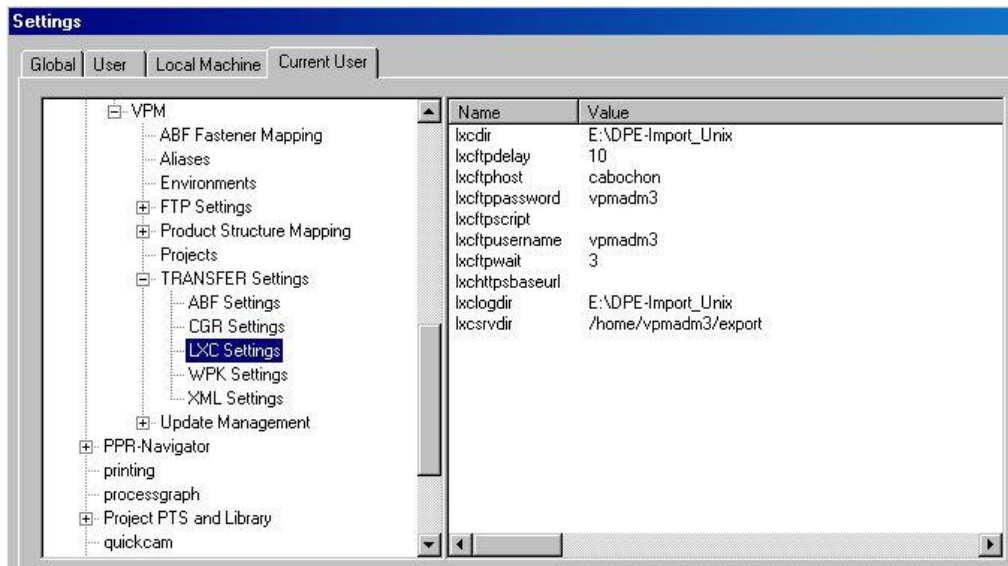 Settings
Global User Local Machine Current User
VPM
ABF Fastener Mapping
Aliases
Environments
FTP Settings
Product Structure Mapping
Projects
TRANSFER Settings
ABF Settings
CGR Settings
LXC Settings
WPK Settings
XML Settings
Update Management
PPR-Navigator
printing
processgraph
Project PTS and Library
quickcam
Name Value
lxcdir E:\DPE-Import_Unix
lxcftpdelay 10
lxcftphost cabochon
lxcftppassword vpmadm3
lxcftpscript
lxcftpusername vpmadm3
lxcftpwait 3
lxchttpsbaseurl
lxclogdir E:\DPE-Import_Unix
lxcsrvdir /home/vpmadm3/export